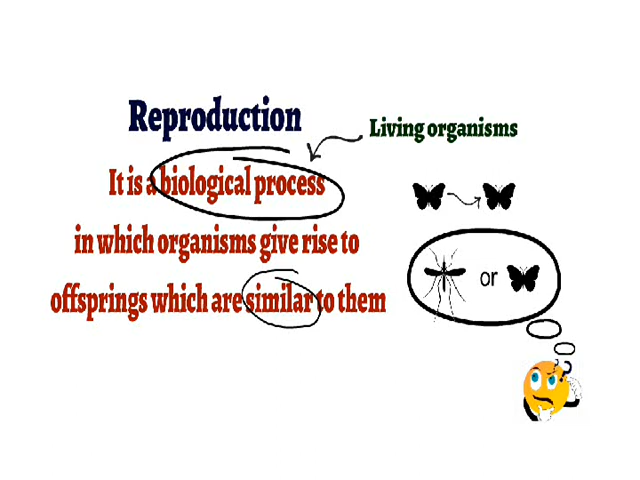 Reproduction
Living organisms
It is a biological process
in which organisms give rise to
offsprings which are similar to them
or